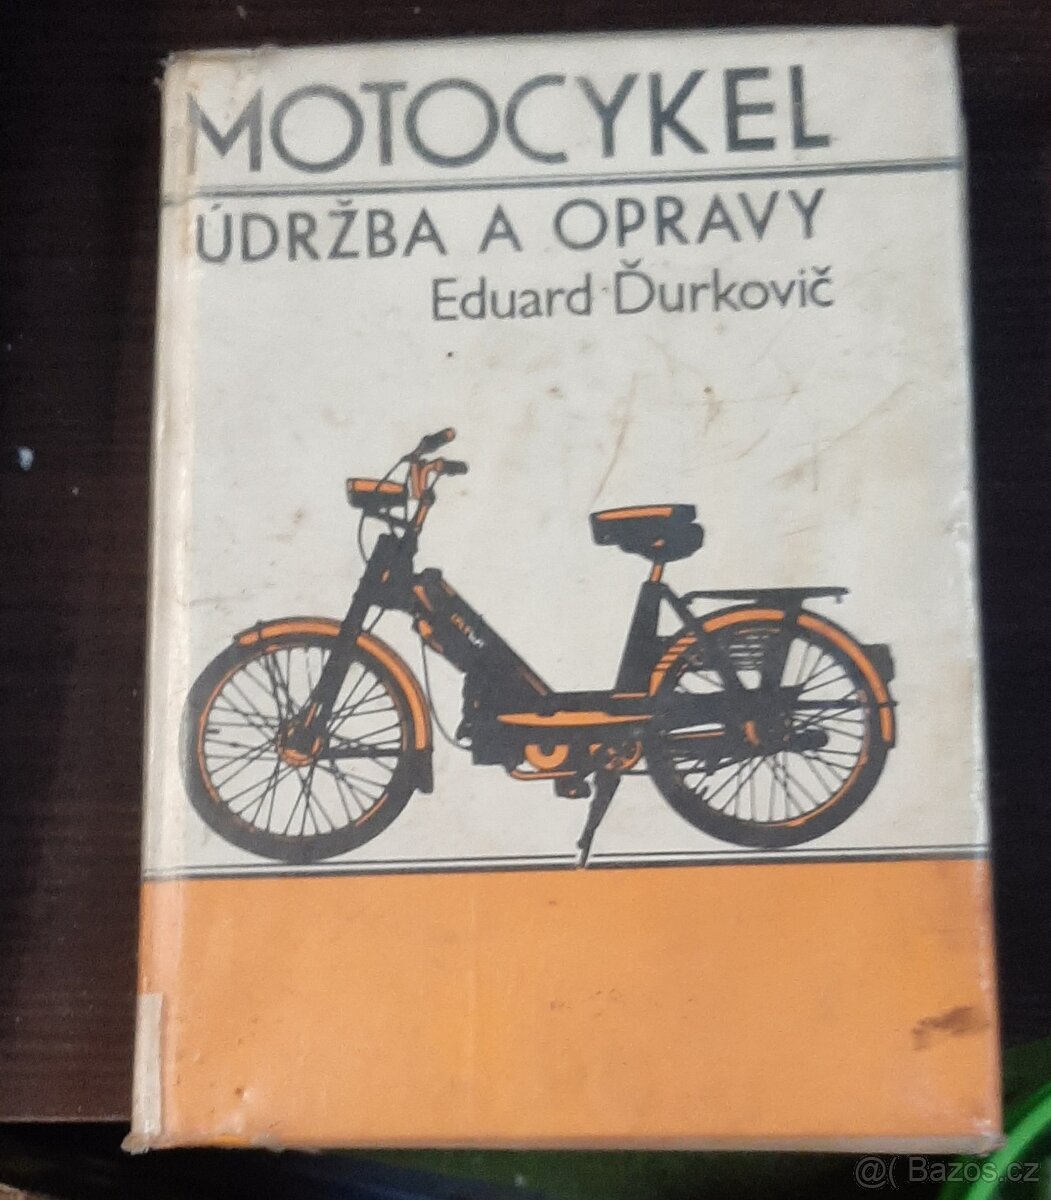 MOTOCYKEL
ÚDRŽBA A OPRAVY
Eduard Ďurkovič
@( Bazos.cz